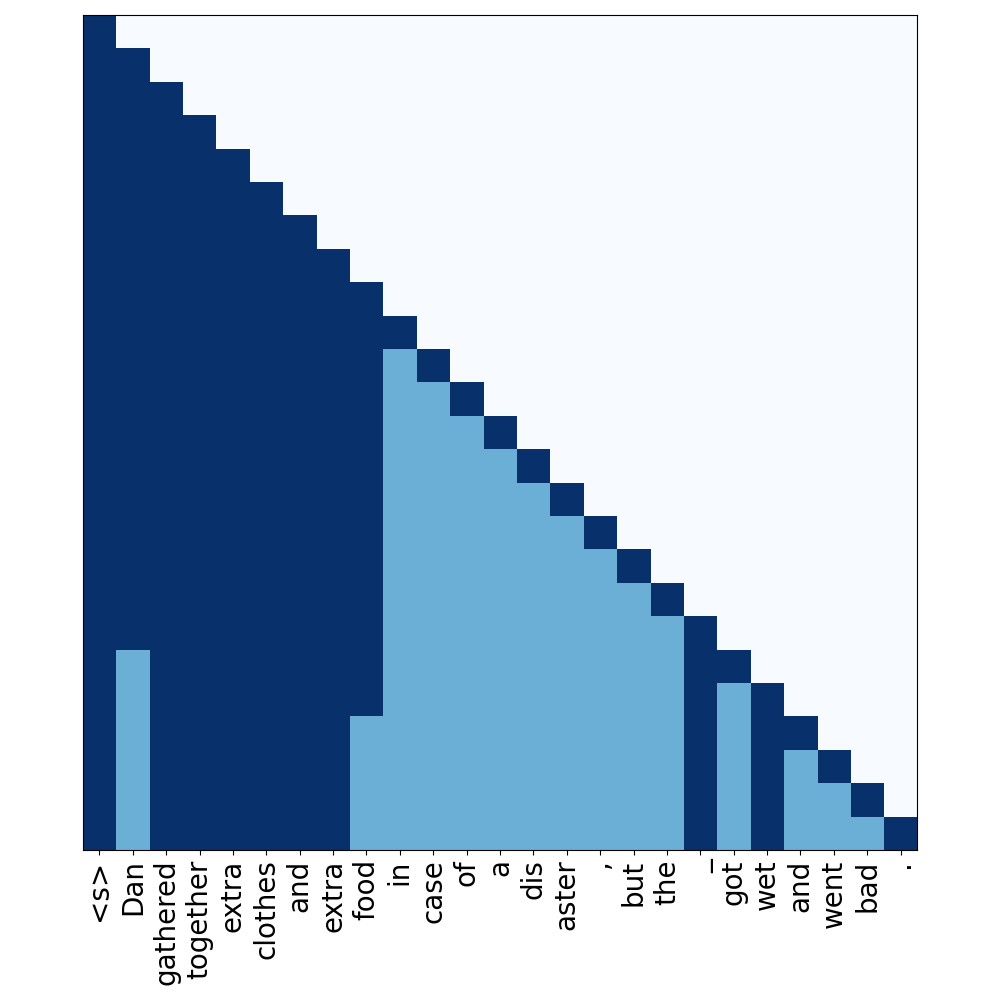 <s> Dan gathered together extra clothes and extra food in case of a dis aster , but the _ got wet and went bad .